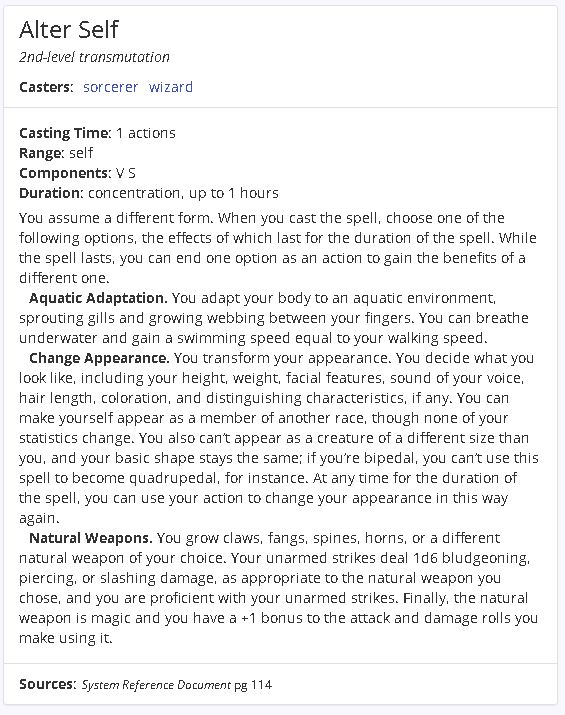 Alter Self
2nd-level transmutation
Casters: sorcerer wizard
Casting Time: 1 actions
Range: self
Components: V S
Duration: concentration, up to 1 hours
You assume a different form. When you cast the spell, choose one of the
following options, the effects of which last for the duration of the spell. While
the spell lasts, you can end one option as an action to gain the benefits of a
different one.
Aquatic Adaptation. You adapt your body to an aquatic environment,
sprouting gills and growing webbing between your fingers. You can breathe
underwater and gain a swimming speed equal to your walking speed.
Change Appearance. You transform your appearance. You decide what you
look like, including your height, weight, facial features, sound of your voice,
hair length, coloration, and distinguishing characteristics, if any. You can
make yourself appear as a member of another race, though none of your
statistics change. You also can't appear as a creature of a different size than
you, and your basic shape stays the same; if you're bipedal, you can't use this
spell to become quadrupedal, for instance. At any time for the duration of
the spell, you can use your action to change your appearance in this way
again.
Natural Weapons. You grow claws, fangs, spines, horns, or a different
natural weapon of your choice. Your unarmed strikes deal 1d6 bludgeoning,
piercing, or slashing damage, as appropriate to the natural weapon you
chose, and you are proficient with your unarmed strikes. Finally, the natural
weapon is magic and you have a +1 bonus to the attack and damage rolls you
make using it.
Sources: System Reference Document pg 114